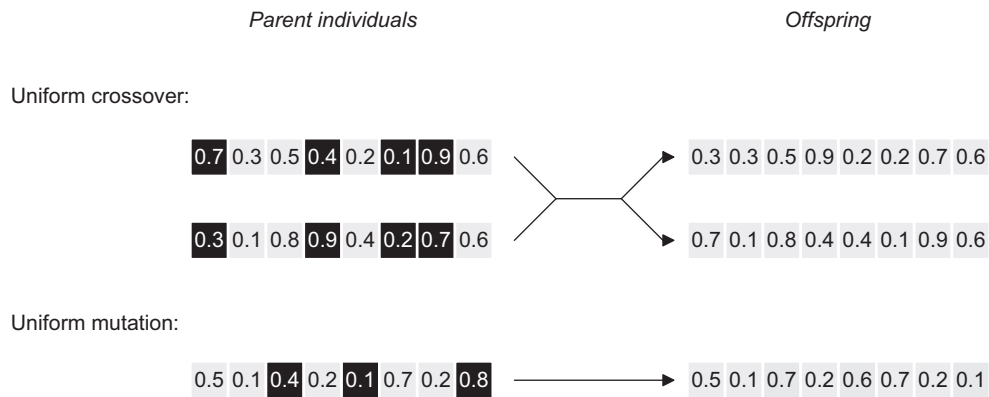 Parent individuals Offspring
Uniform crossover:
0.7 0.3 0.5 0.4 0.2 0.1 0.9 0.6 0.3 0.3 0.5 0.9 0.2 0.2 0.7 0.6
0.3 0.1 0.8 0.9 0.4 0.2 0.7 0.6 0.7 0.1 0.8 0.4 0.4 0.1 0.9 0.6
Uniform mutation:
0.5 0.1 0.4 0.2 0.1 0.7 0.2 0.8 0.5 0.1 0.7 0.2 0.6 0.7 0.2 0.1